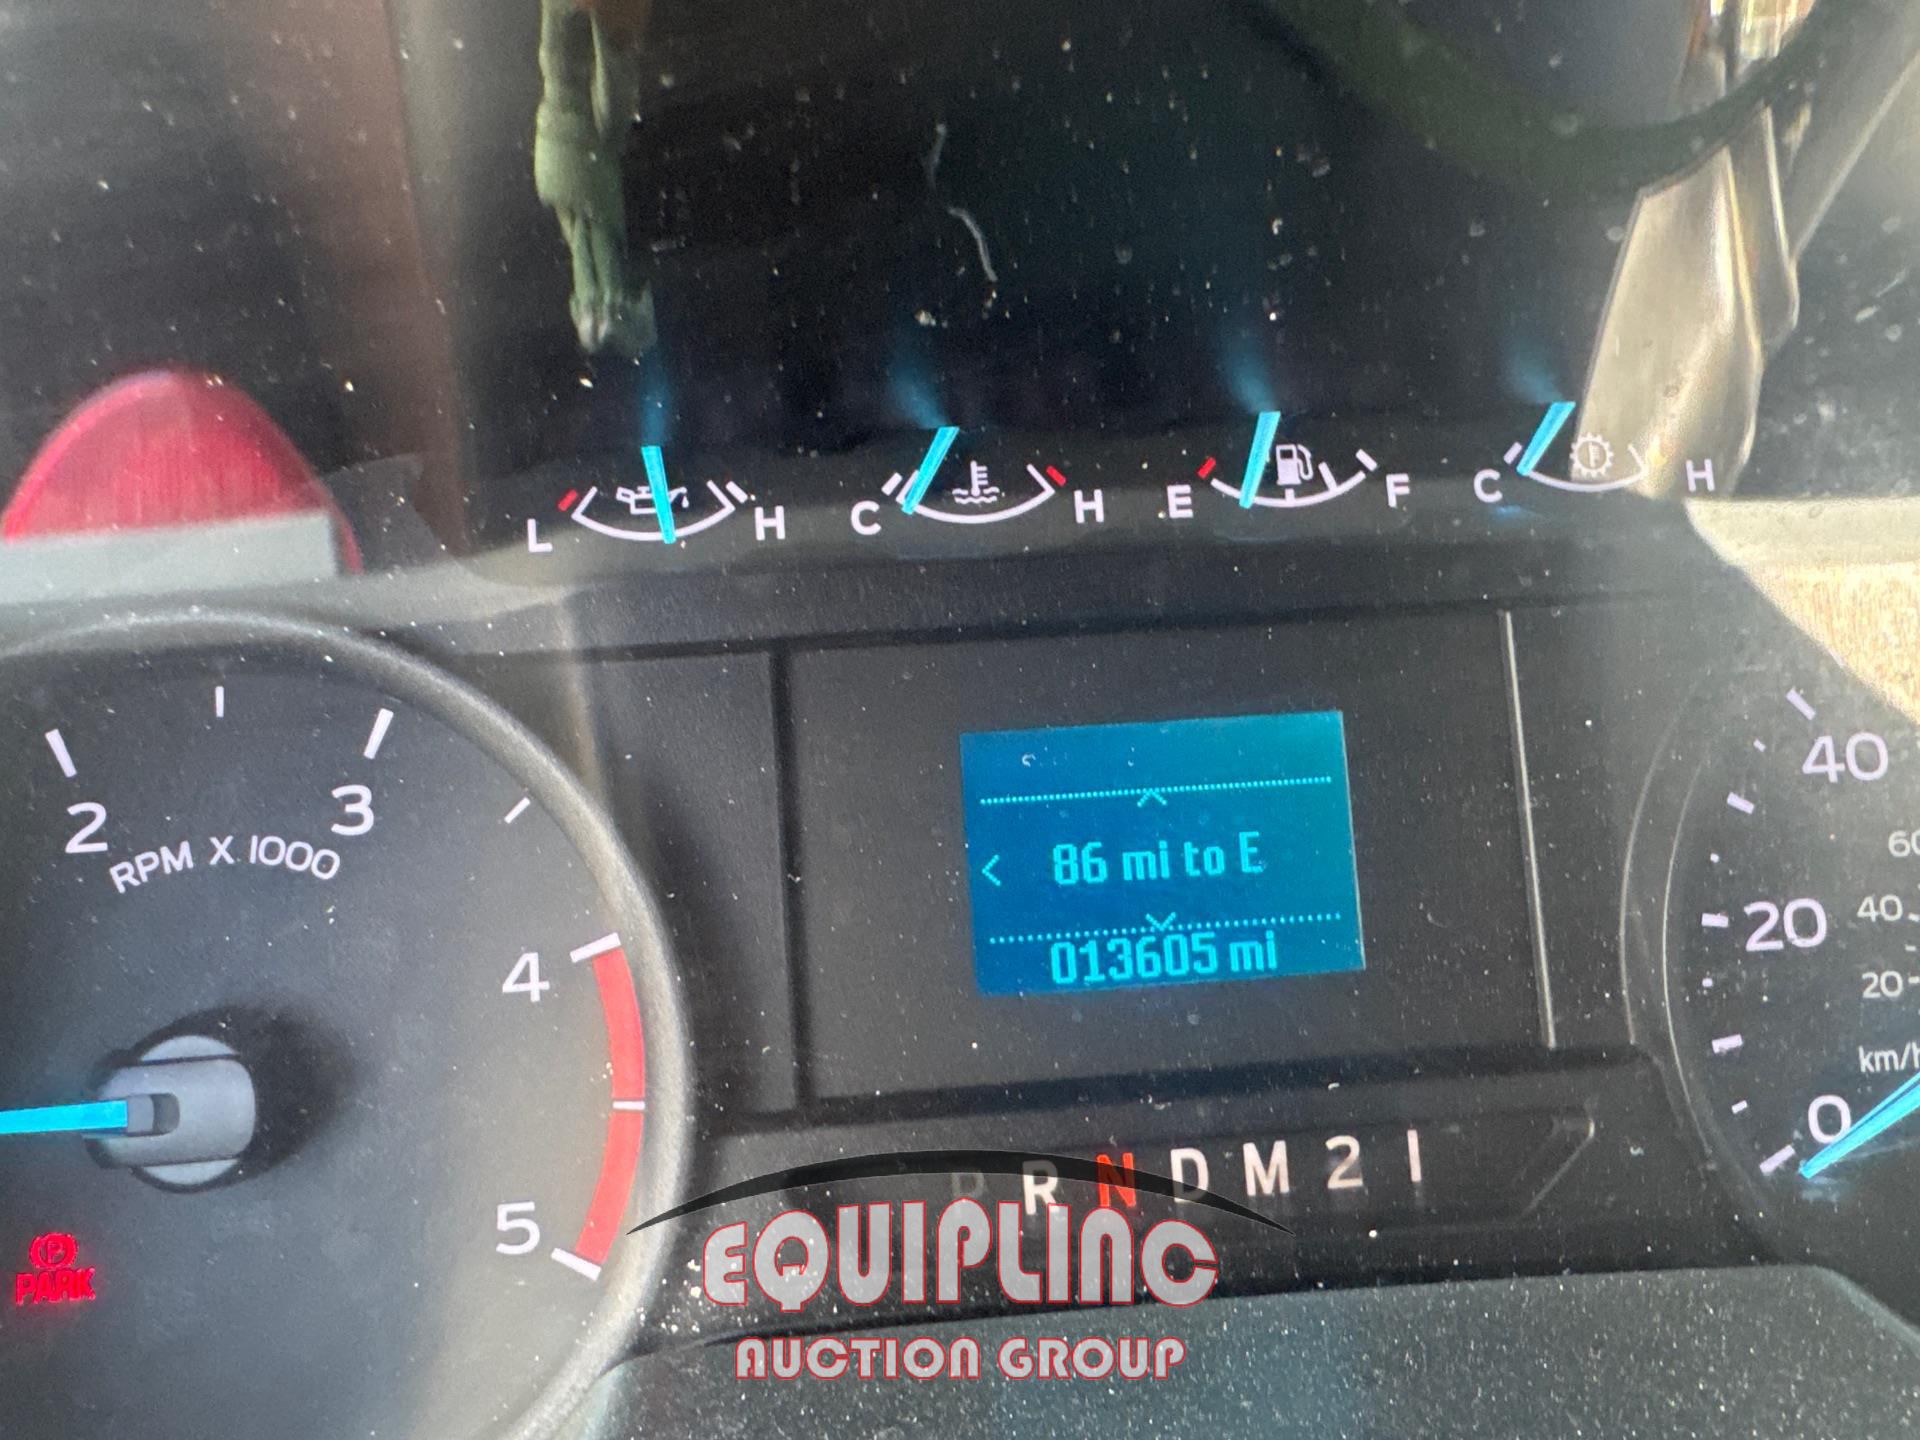 L H C H E F C H
2 3
RPM X 1000
4
5
86 mi to E
013605 mi
40
20
0
60
40
20
km/h
P R N D M 2 1
PARK
EQUIPLINC
AUCTION GROUP